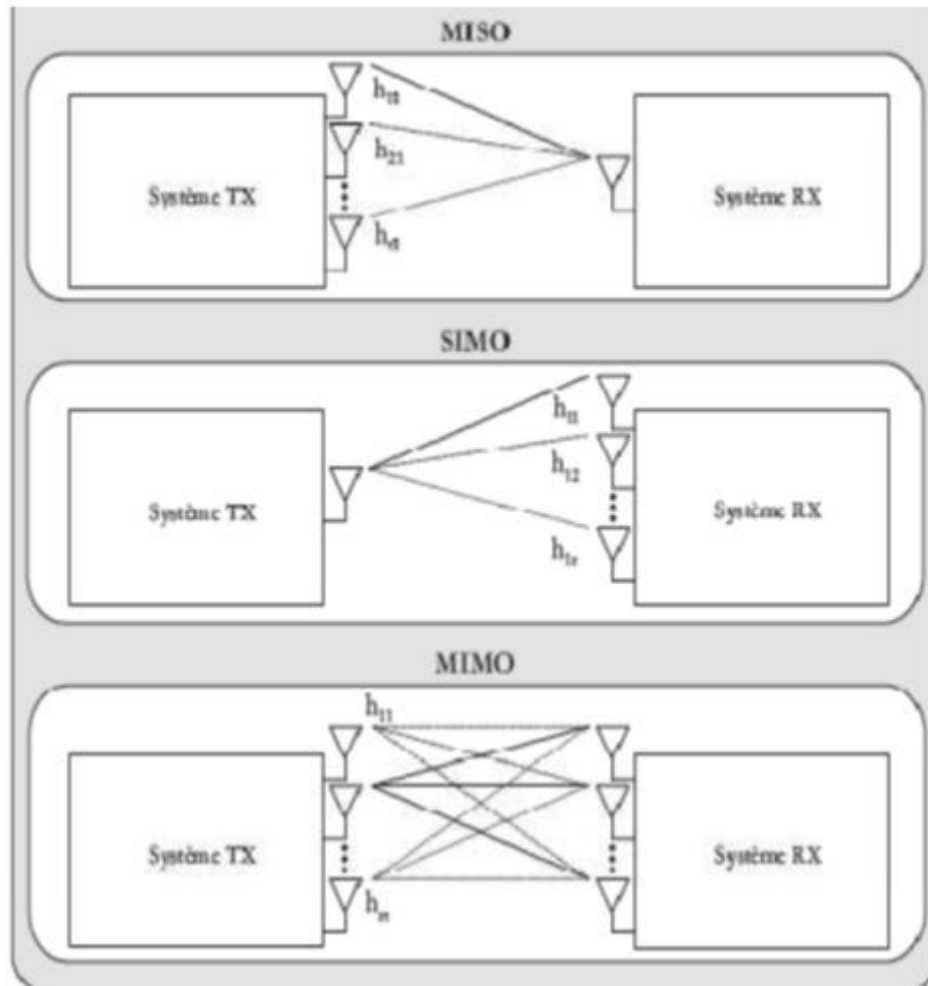 MISO
h₁₁
h₂₁
Système TX
Système RX
SIMO
h₁₁
h₁₂
Système TX
Système RX
h₁ᵣ
MIMO
h₁₁
Système TX
Système RX